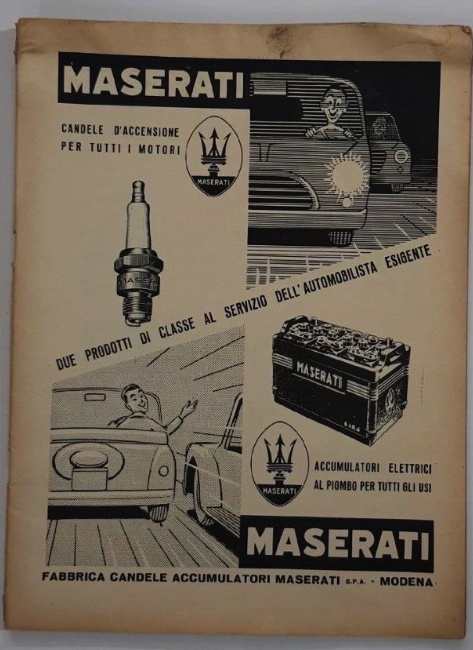 MASERATI
CANDELE D'ACCENSIONE
PER TUTTI I MOTORI
MASERATI
DUE PRODOTTI DI CLASSE AL SERVIZIO DELL'AUTOMOBILISTA ESIGENTE
MASERATI
MASERATI
ACCUMULATORI ELETTRICI
AL PIOMBO PER TUTTI GLI USI
MASERATI
FABBRICA CANDELE ACCUMULATORI MASERATI S.P.A. - MODENA